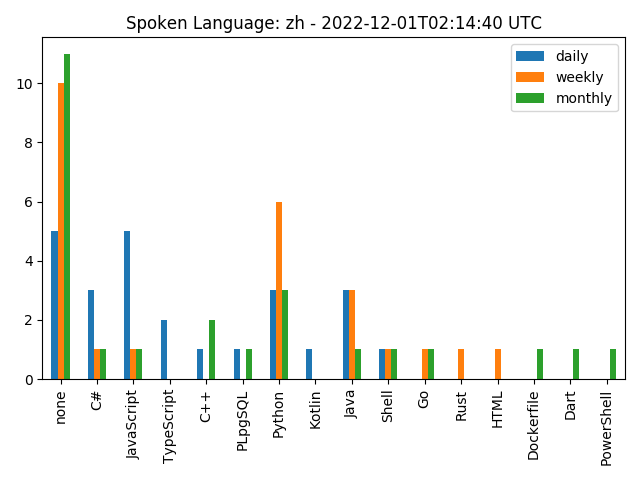 Spoken Language: zh - 2022-12-01T02:14:40 UTC
daily
weekly
monthly
10
8
6
4
2
0
none
C#
JavaScript
TypeScript
C++
PLpgSQL
Python
Kotlin
Java
Shell
Go
Rust
HTML
Dockerfile
Dart
PowerShell